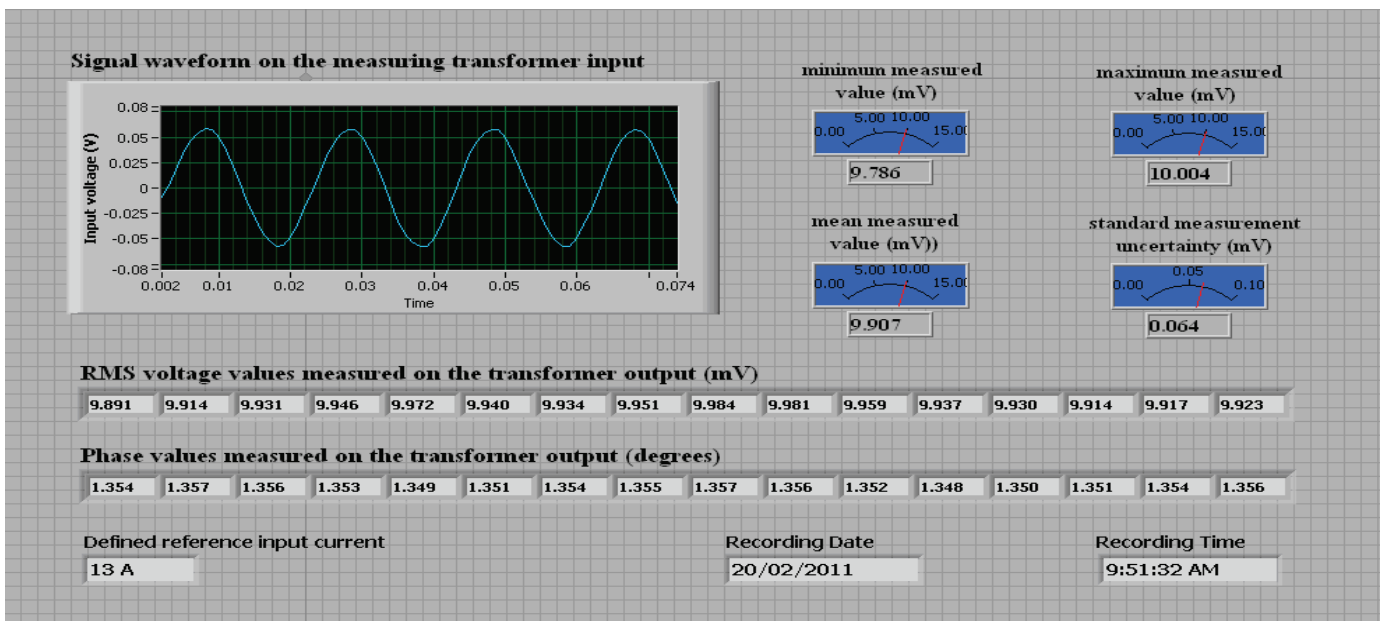 Signal waveform on the measuring transformer input
Input voltage (V)
0.08
0.05
0.025
0
-0.025
-0.05
-0.08
0.002 0.01 0.02 0.03 0.04 0.05 0.06 0.074
Time
minimum measured
value (mV)
0.00 5.00 10.00 15.0
9.786
maximum measured
value (mV)
0.00 5.00 10.00 15.0
10.004
mean measured
value (mV))
0.00 5.00 10.00 15.0
9.907
standard measurement
uncertainty (mV)
0.00 0.05 0.10
0.064
RMS voltage values measured on the transformer output (mV)
9.891 9.914 9.931 9.946 9.972 9.940 9.934 9.951 9.984 9.981 9.959 9.937 9.930 9.914 9.917 9.923
Phase values measured on the transformer output (degrees)
1.354 1.357 1.356 1.353 1.349 1.351 1.354 1.355 1.357 1.356 1.352 1.348 1.350 1.351 1.354 1.356
Defined reference input current
13 A
Recording Date
20/02/2011
Recording Time
9:51:32 AM